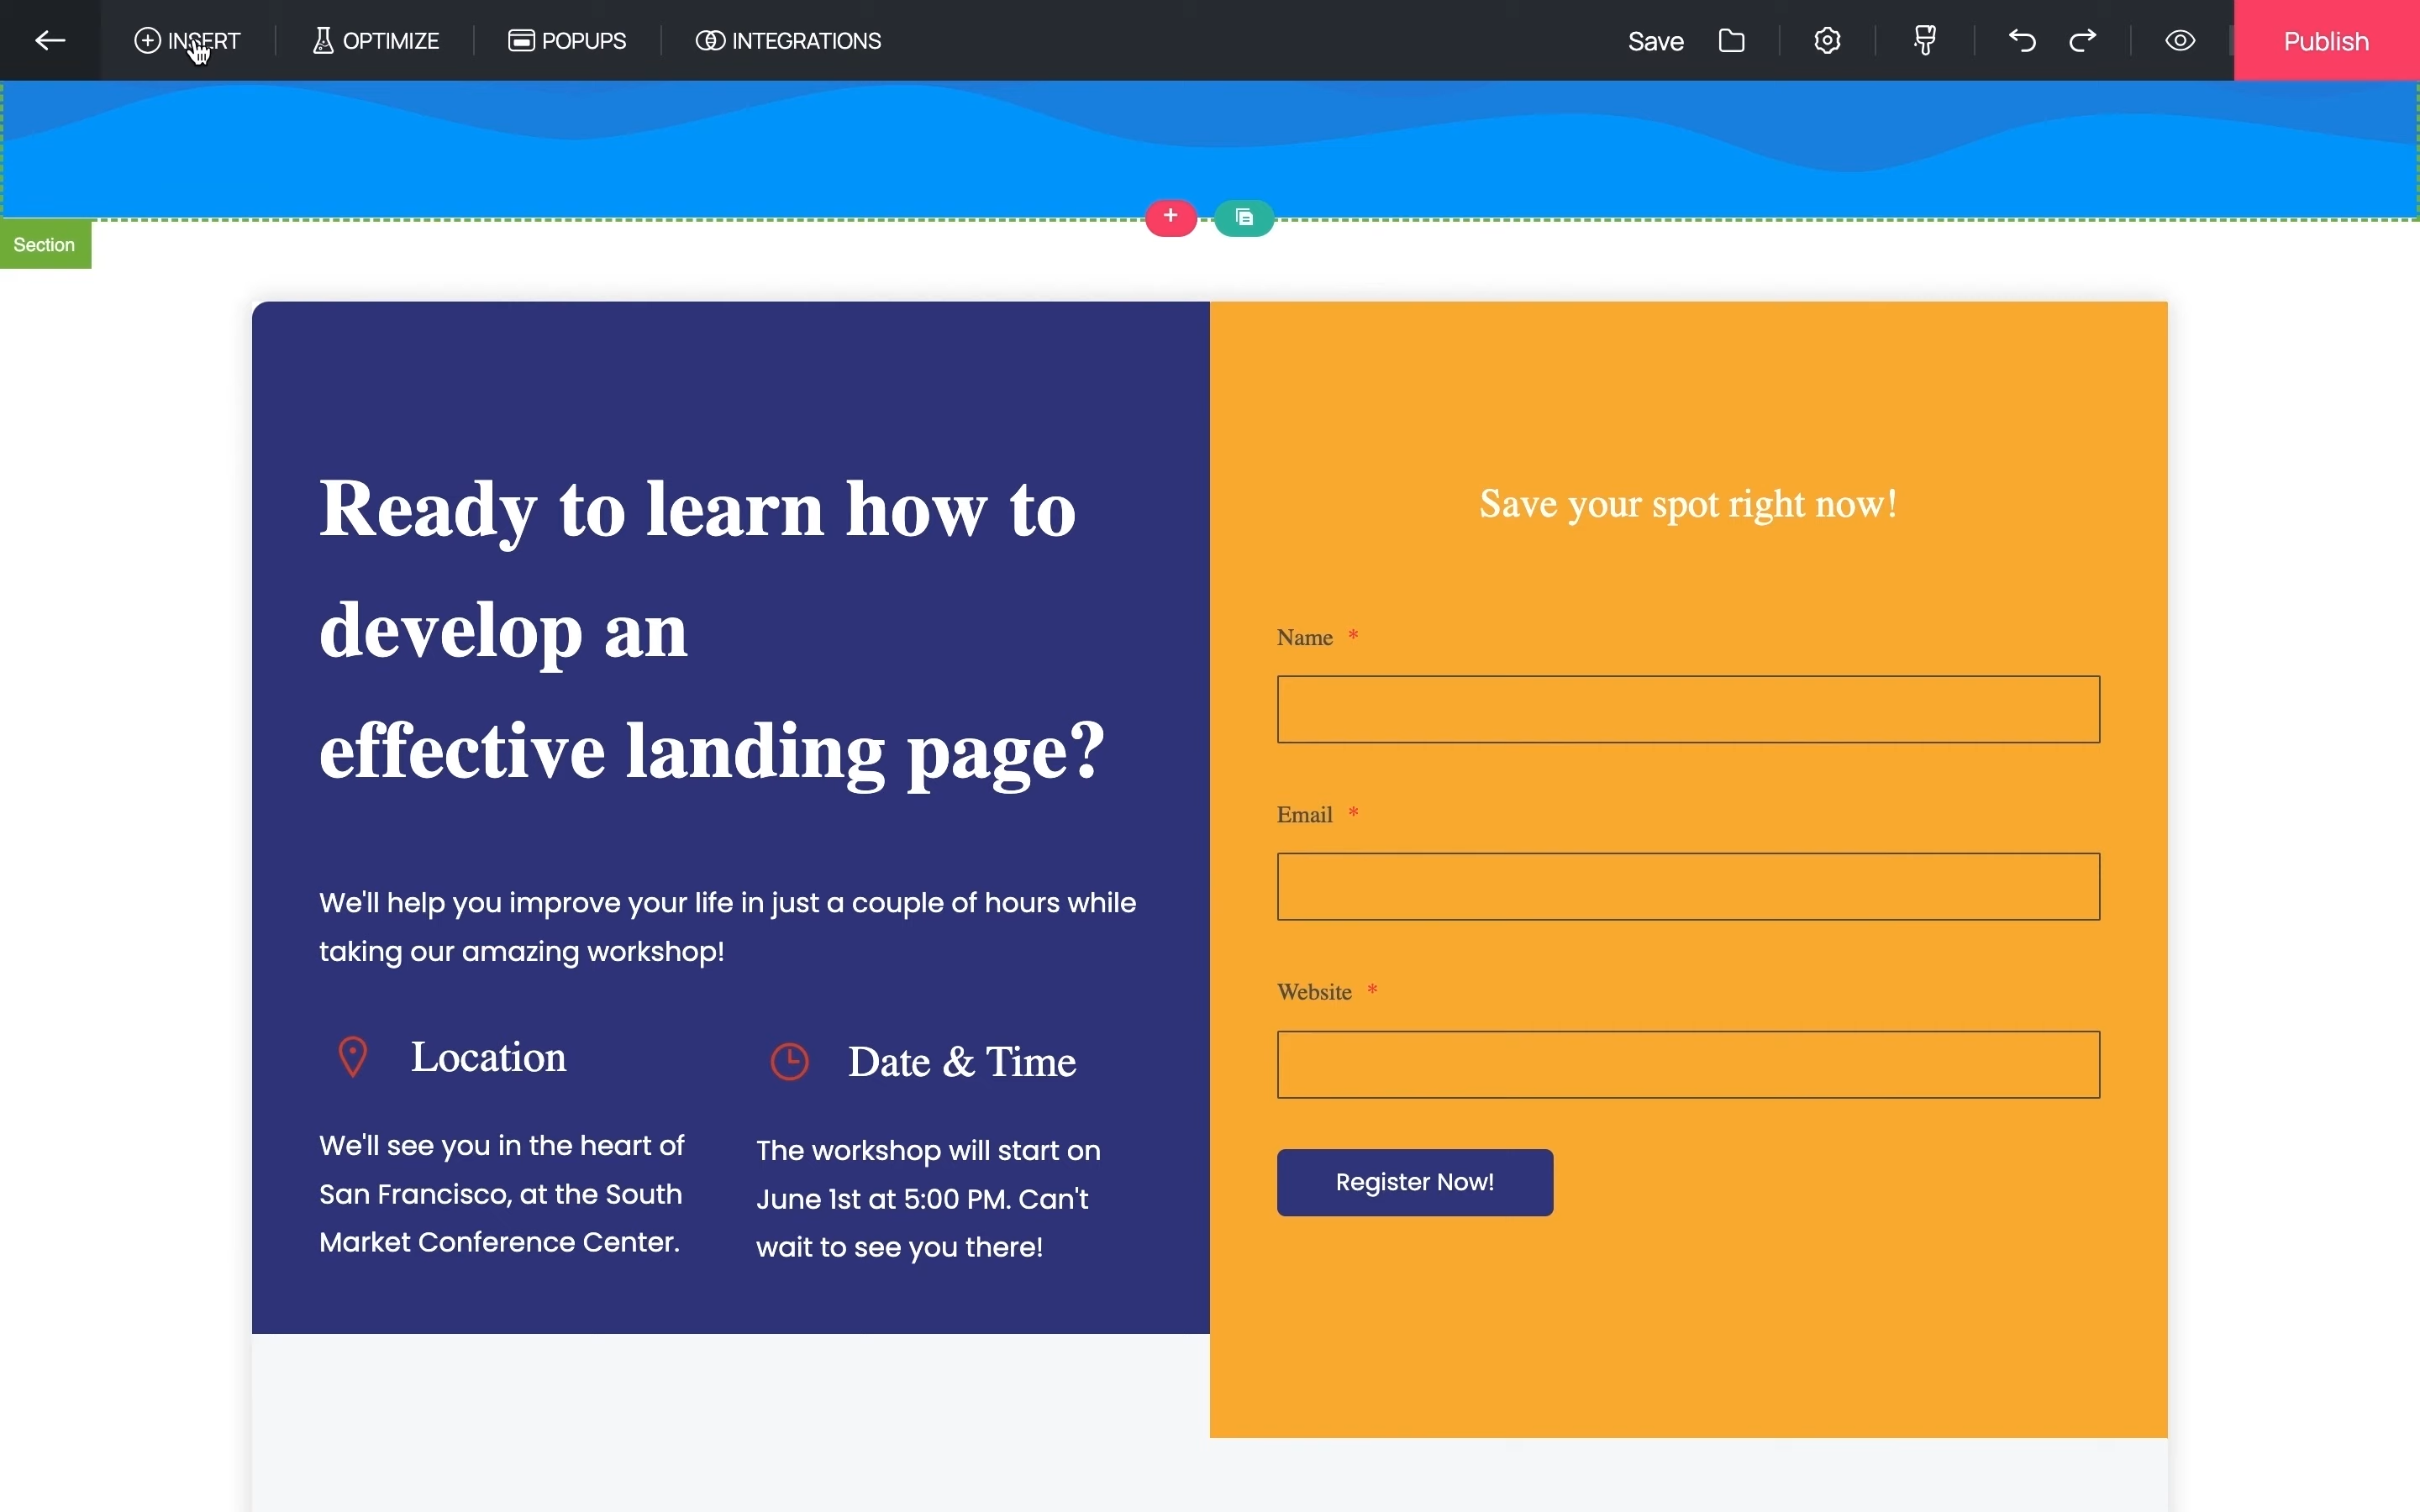 INSERT
OPTIMIZE
POPUPS
INTEGRATIONS
Save
Publish
Section
Ready to learn how to
develop an
effective landing page?
We'll help you improve your life in just a couple of hours while
taking our amazing workshop!
Location
We'll see you in the heart of
San Francisco, at the South
Market Conference Center.
Date & Time
The workshop will start on
June 1st at 5:00 PM. Can't
wait to see you there!
Save your spot right now!
Name *
Email *
Website *
Register Now!